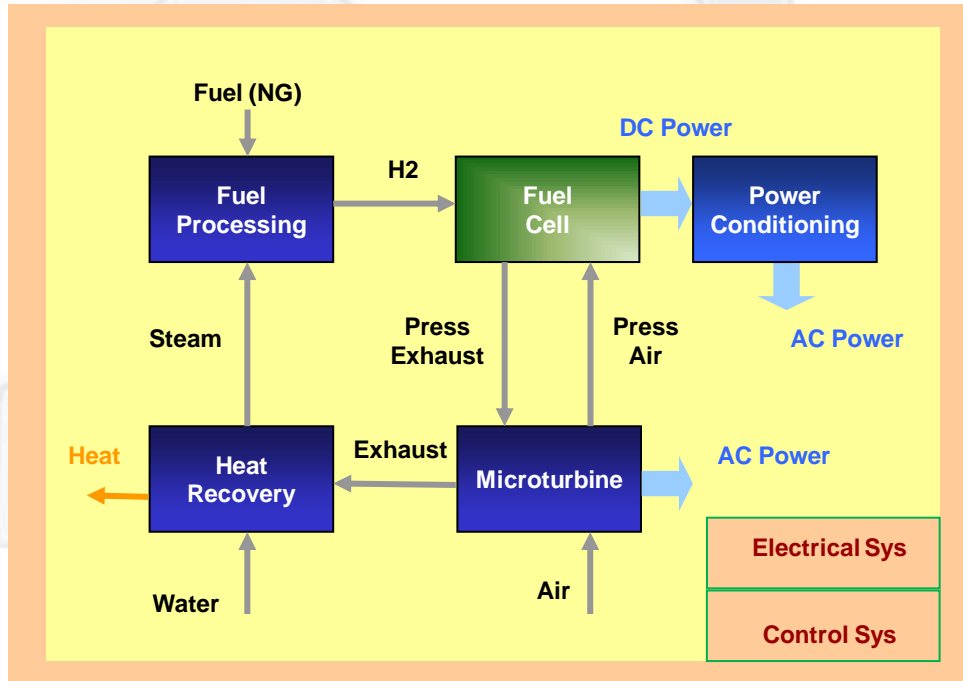 Fuel (NG)
DC Power
H2
Fuel
Processing
Fuel
Cell
Power
Conditioning
Steam
Press
Exhaust
Press
Air
AC Power
Heat
Heat
Recovery
Exhaust
Microturbine
AC Power
Water
Air
Electrical Sys
Control Sys